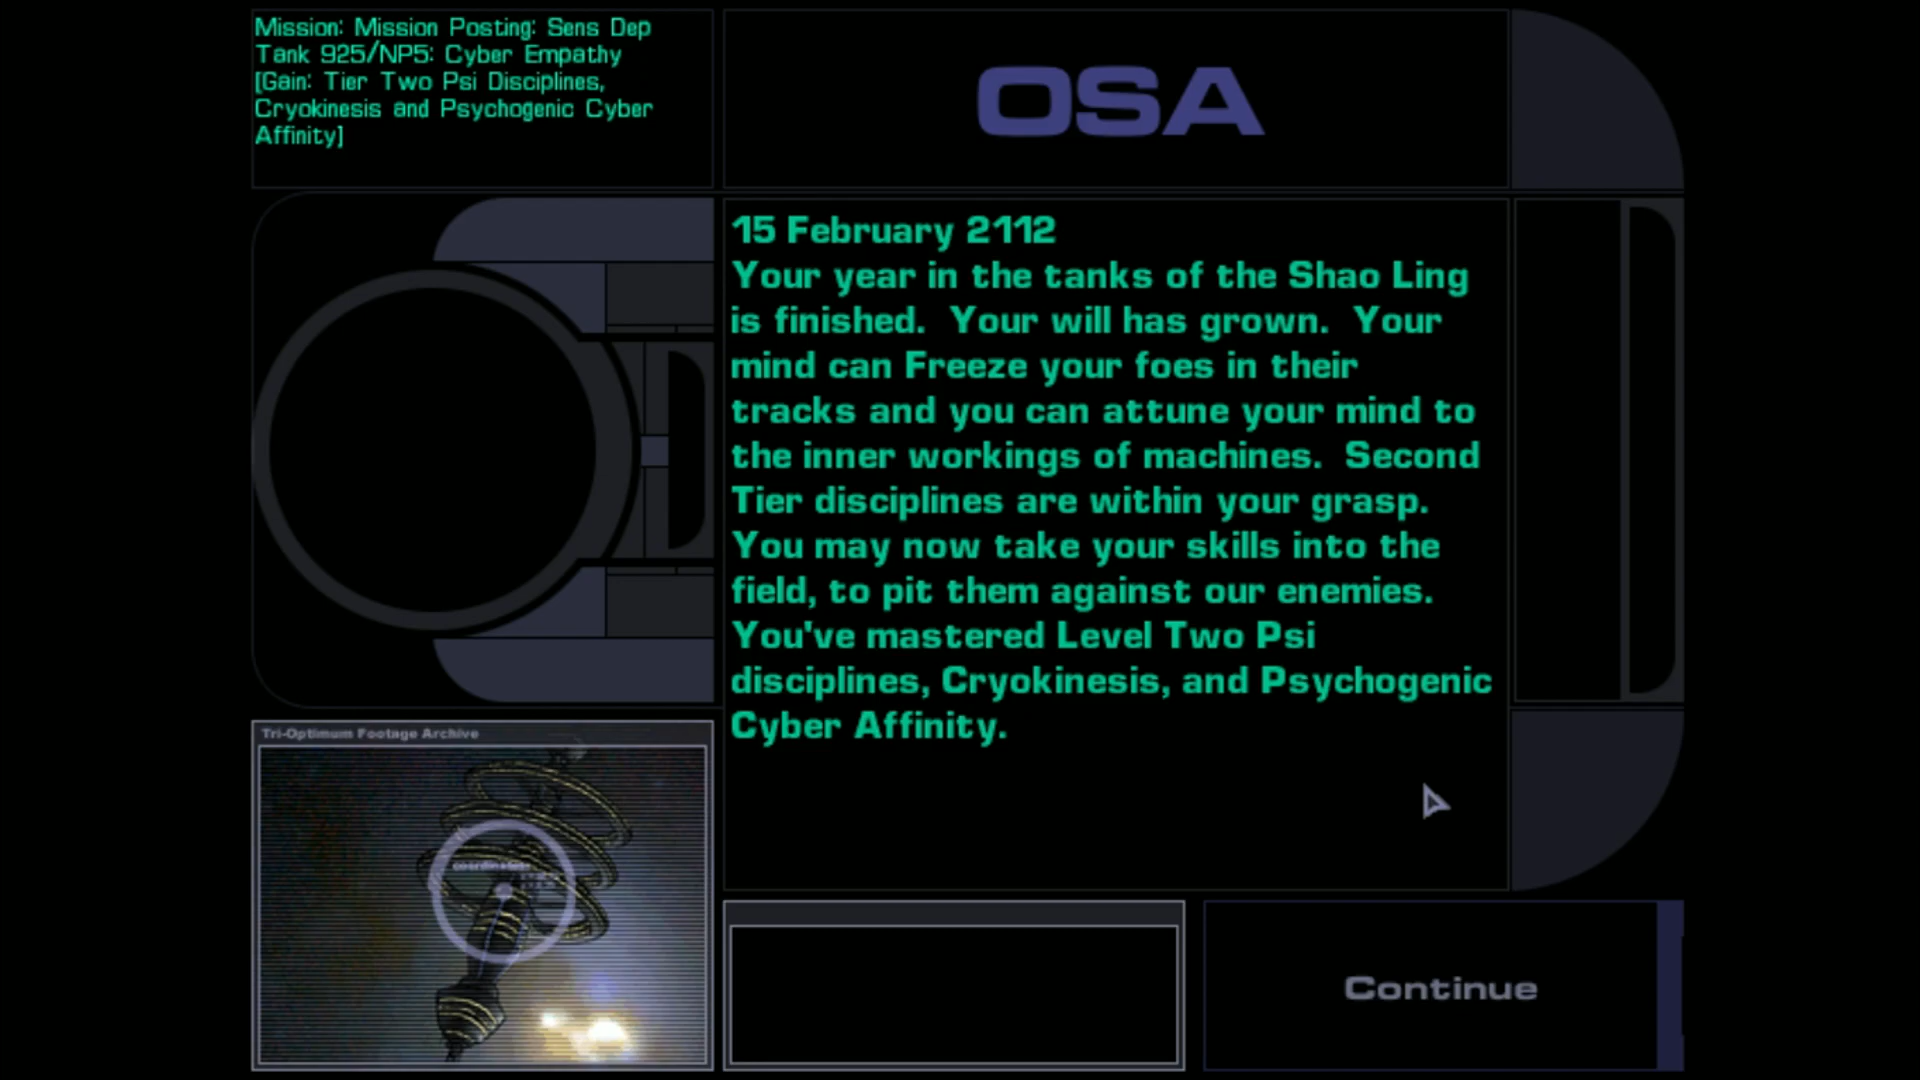 Mission: Mission Posting: Sens Dep
Tank 925/NP5: Cyber Empathy
[Gain: Tier Two Psi Disciplines,
Cryokinesis and Psychogenic Cyber
Affinity]
OSA
15 February 2112
Your year in the tanks of the Shao Ling
is finished.  Your will has grown.  Your
mind can Freeze your foes in their
tracks and you can attune your mind to
the inner workings of machines.  Second
Tier disciplines are within your grasp.
You may now take your skills into the
field, to pit them against our enemies.
You've mastered Level Two Psi
disciplines, Cryokinesis, and Psychogenic
Cyber Affinity.
Tri-Optimum Footage Archive
coordinates
Continue